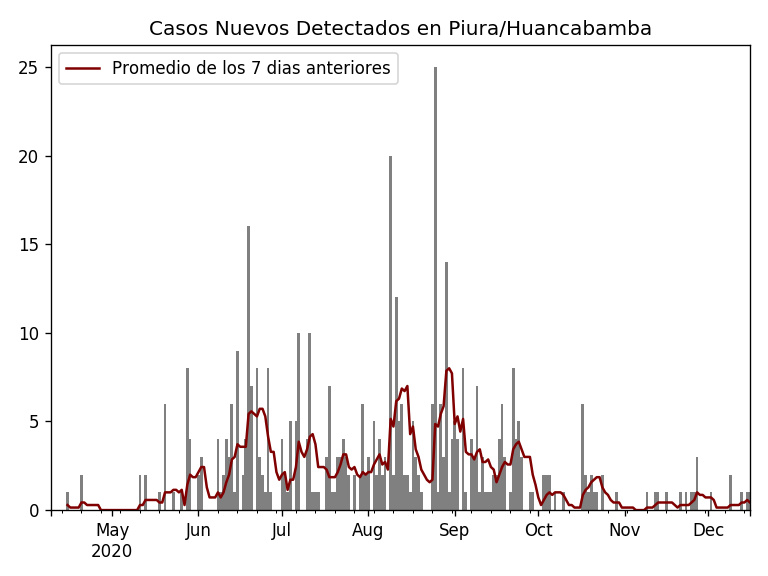 Casos Nuevos Detectados en Piura/Huancabamba
Promedio de los 7 dias anteriores
25
20
15
10
5
0
May Jun Jul Aug Sep Oct Nov Dec
2020